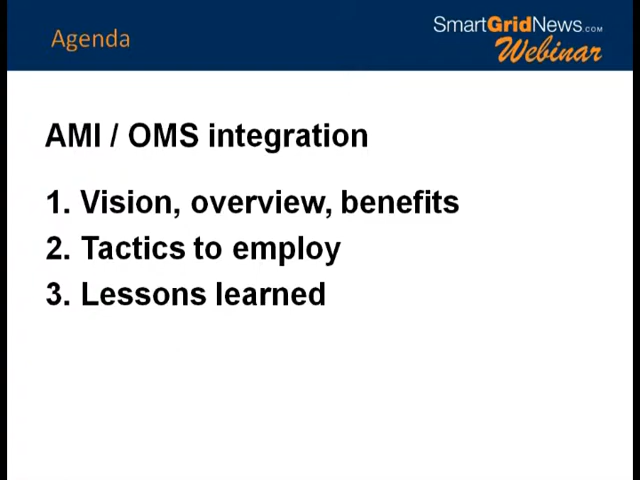 Agenda
SmartGridNews.COM
Webinar
AMI / OMS integration
1. Vision, overview, benefits
2. Tactics to employ
3. Lessons learned